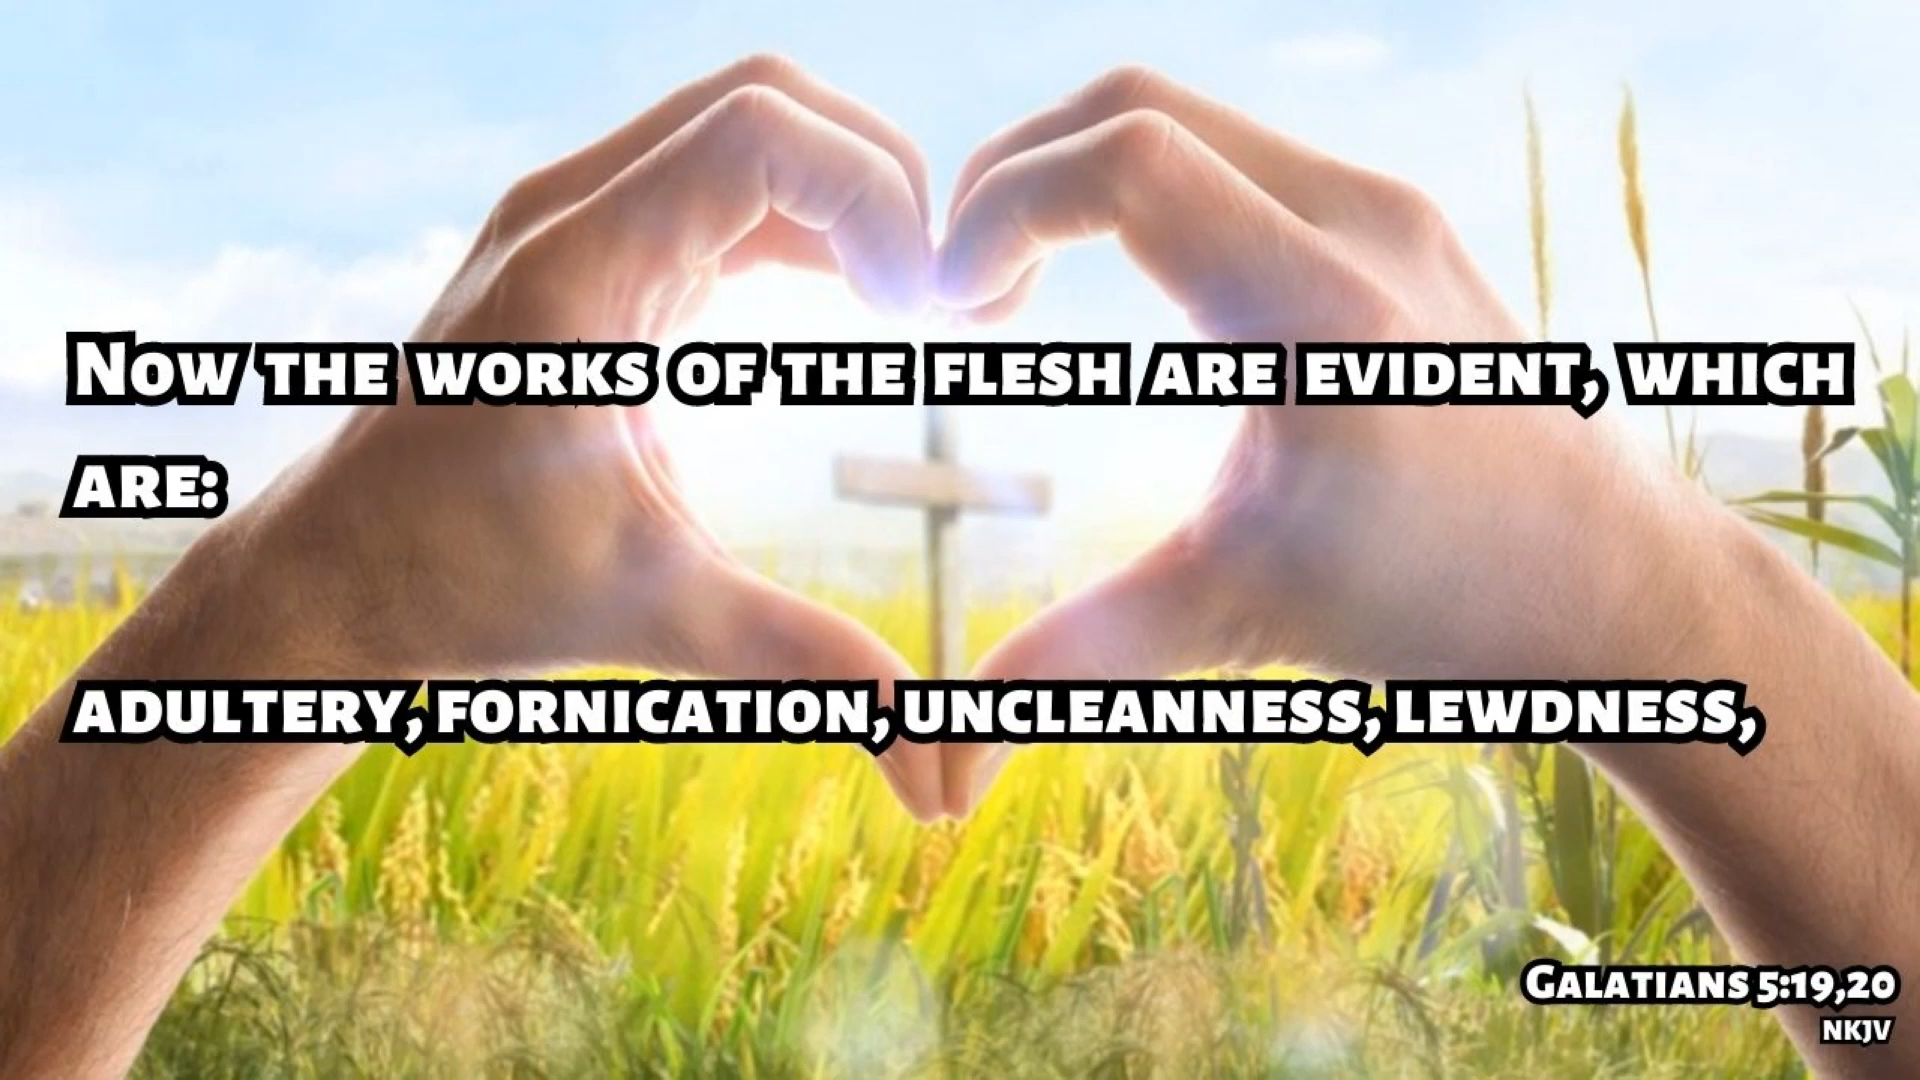 Now the works of the flesh are evident, which
are:
adultery, fornication, uncleanness, lewdness,
Galatians 5:19,20
NKJV